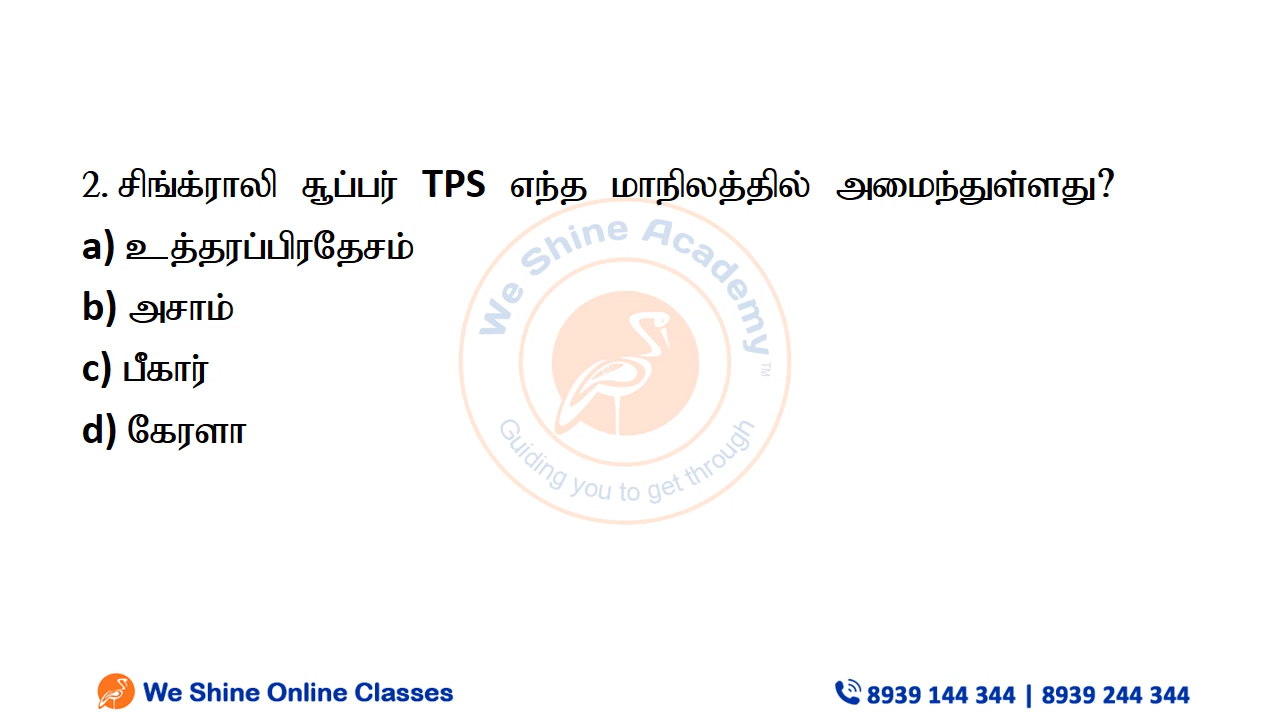 2. சிங்க்ராலி சூப்பர் TPS எந்த மாநிலத்தில் அமைந்துள்ளது?
a) உத்தரப்பிரதேசம்
b) அசாம்
c) பீகார்
d) கேரளா
We Shine Academy
TM
Guiding you to get through
We Shine Online Classes
8939 144 344 | 8939 244 344